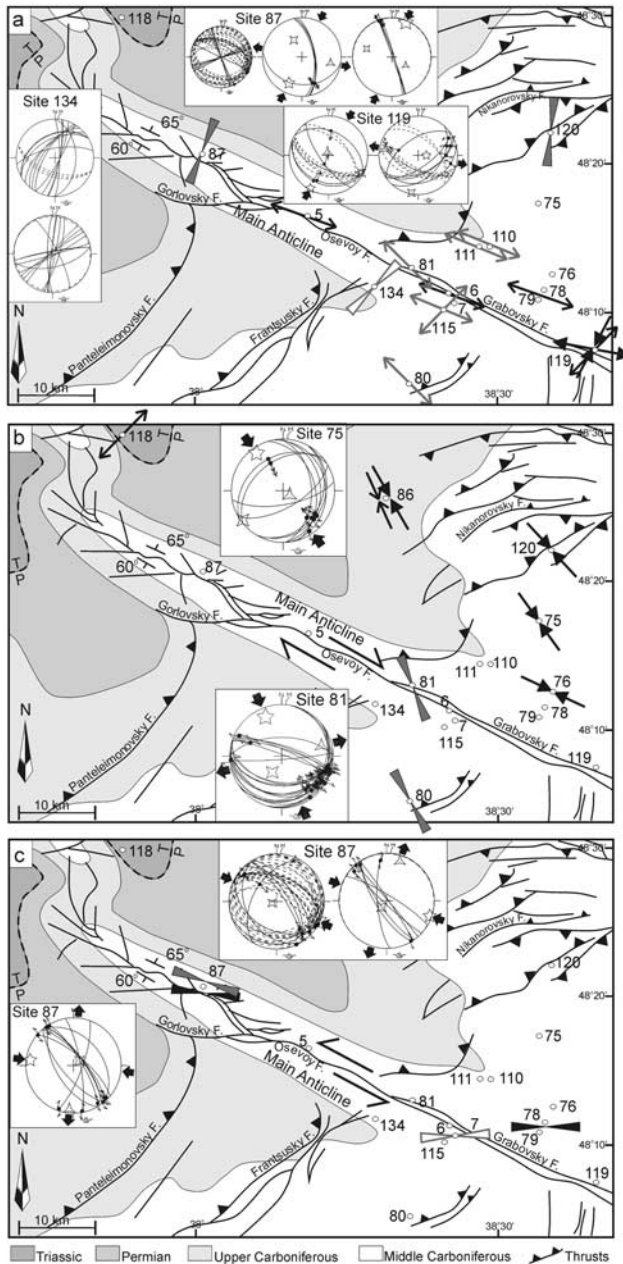 a
118
T
P
Site 87
38°30'
Nikanorovsky F.
Site 134
65°
60°
87
Site 119
120
48°20'
Gorlovsky F.
Main Anticline
5
Osevoy F.
75
110
111
81
134
6
76
79
78
115
Grabovsky F.
48°10'
119
Panteleimonovsky F.
Frantsusky F.
N
10 km
38°
80
38°30'
b
118
T
P
Site 75
48°30'
86
Nikanorovsky F.
65°
60°
87
120
48°20'
Main Anticline
Gorlovsky F.
5
Osevoy F.
75
111
110
81
76
Site 81
134
6
7
79
78
115
Grabovsky F.
48°10'
119
Panteleimonovsky F.
N
10 km
38°
80
38°30'
c
118
T
P
Site 87
48°30'
Nikanorovsky F.
65°
60°
87
120
48°20'
Site 87
Gorlovsky F.
5
Osevoy F.
75
Main Anticline
111
110
81
134
6
7
78
76
79
115
Grabovsky F.
48°10'
119
Panteleimonovsky F.
Frantsusky F.
N
10 km
38°
80
38°30'
Triassic
Permian
Upper Carboniferous
Middle Carboniferous
Thrusts